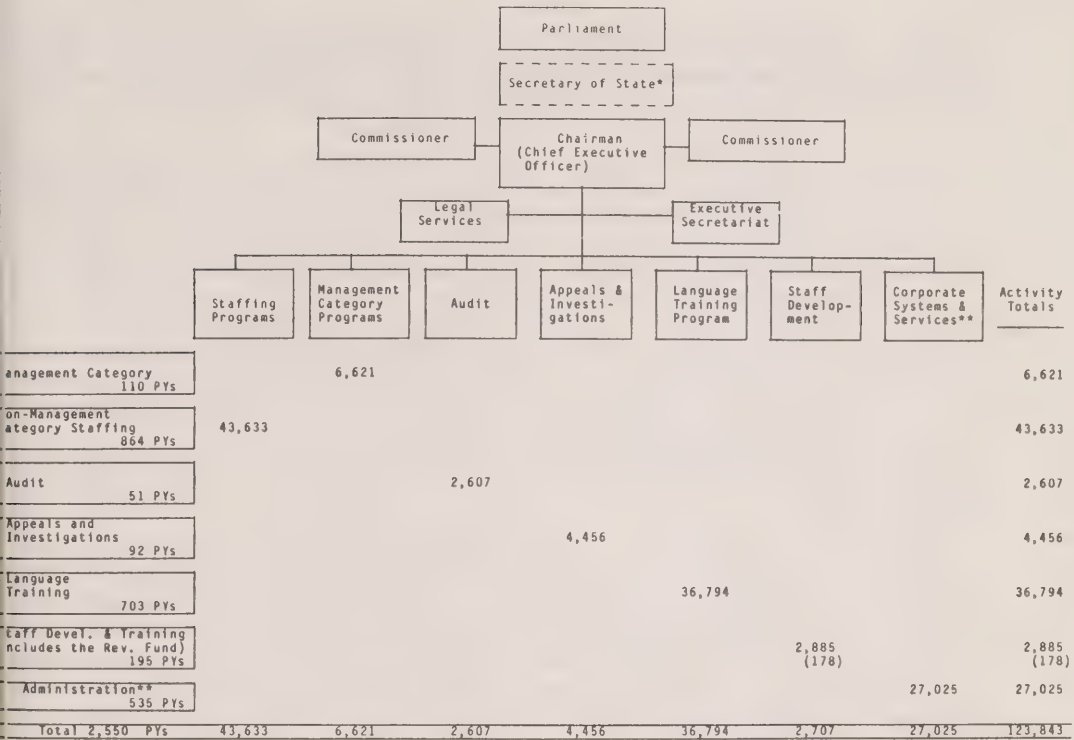 Parliament
Secretary of State*
Commissioner
Chairman
(Chief Executive
Officer)
Commissioner
Legal
Services
Executive
Secretariat
Staffing
Programs
Management
Category
Programs
Audit
Appeals &
Investi-
gations
Language
Training
Program
Staff
Develop-
ment
Corporate
Systems &
Services**
Activity
Totals
anagement Category
110 PYs
6,621
6,621
on-Management
ategory Staffing
864 PYs
43,633
43,633
Audit
51 PYs
2,607
2,607
Appeals and
Investigations
92 PYs
4,456
4,456
Language
Training
703 PYs
36,794
36,794
taff Devel. & Training
ncludes the Rev. Fund)
195 PYs
2,885
(178)
2,885
(178)
Administration**
535 PYs
27,025
27,025
Total 2,550 PYs 43,633 6,621 2,607 4,456 36,794 2,707 27,025 123,843